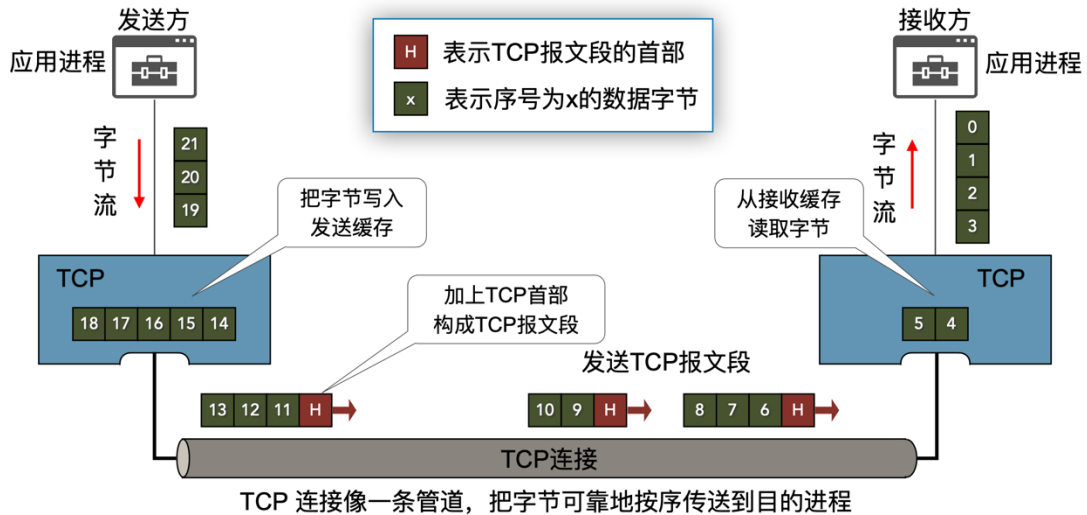 发送方
接收方
应用进程
应用进程
H 表示TCP报文段的首部
x 表示序号为x的数据字节
字
节
流
21
20
19
字
节
流
0
1
2
3
把字节写入
发送缓存
从接收缓存
读取字节
TCP
18 17 16 15 14
TCP
5 4
加上TCP首部
构成TCP报文段
发送TCP报文段
13 12 11 H
10 9 H
8 7 6 H
TCP连接
TCP 连接像一条管道，把字节可靠地按序传送到目的进程